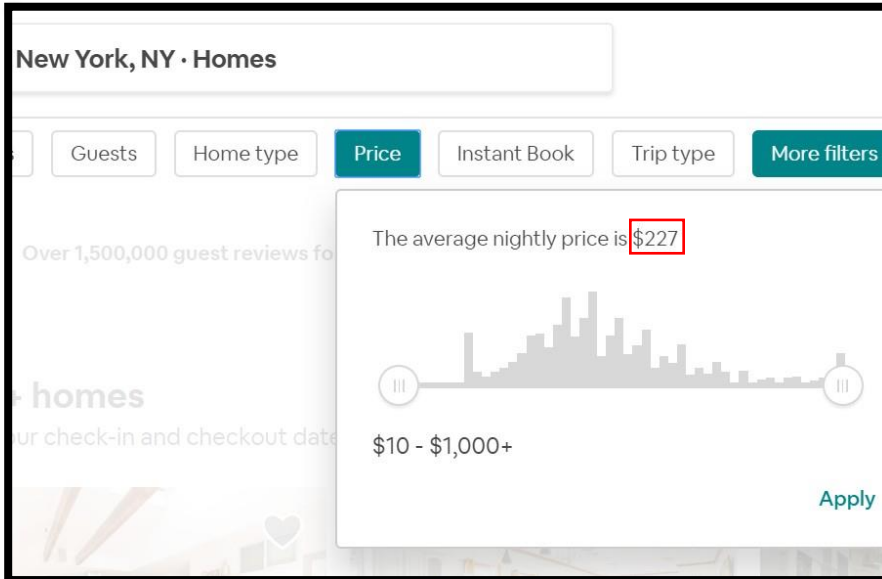 New York, NY · Homes
Guests Home type Price Instant Book Trip type More filters
The average nightly price is $227
Over 1,500,000 guest reviews fo
homes
ur check-in and checkout date
$10 - $1,000+
Apply